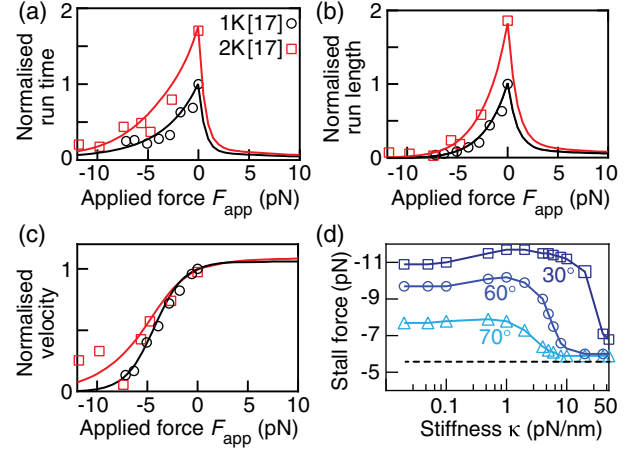 (a)
2
1
0
Normalised
run time
1K[17]
2K[17]
-10
-5
0
5
10
Applied force F_app (pN)
(b)
2
1
0
Normalised
run length
-10
-5
0
5
10
Applied force F_app (pN)
(c)
1
0
Normalised
velocity
-10
-5
0
5
10
Applied force F_app (pN)
(d)
-11
-9
-7
-5
Stall force (pN)
30°
60°
70°
0.1
1
10
50
Stiffness κ (pN/nm)